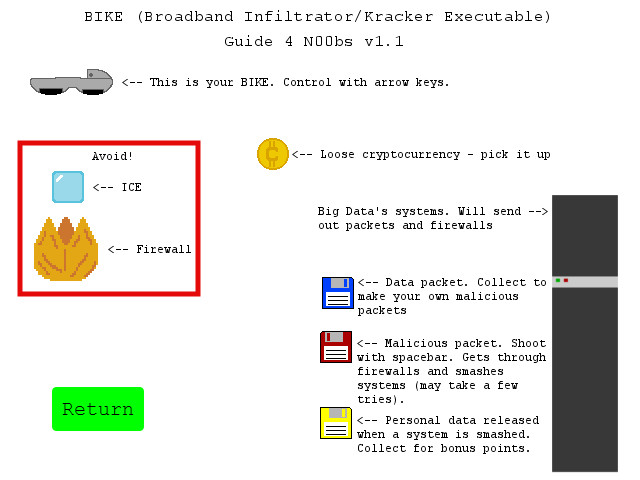 BIKE (Broadband Infiltrator/Kracker Executable)
Guide 4 N00bs v1.1
<-- This is your BIKE. Control with arrow keys.
Avoid!
<-- ICE
<-- Firewall
<-- Loose cryptocurrency - pick it up
Big Data's systems. Will send -->
out packets and firewalls
<-- Data packet. Collect to
make your own malicious
packets
<-- Malicious packet. Shoot
with spacebar. Gets through
firewalls and smashes
systems (may take a few
tries).
<-- Personal data released
when a system is smashed.
Collect for bonus points.
Return